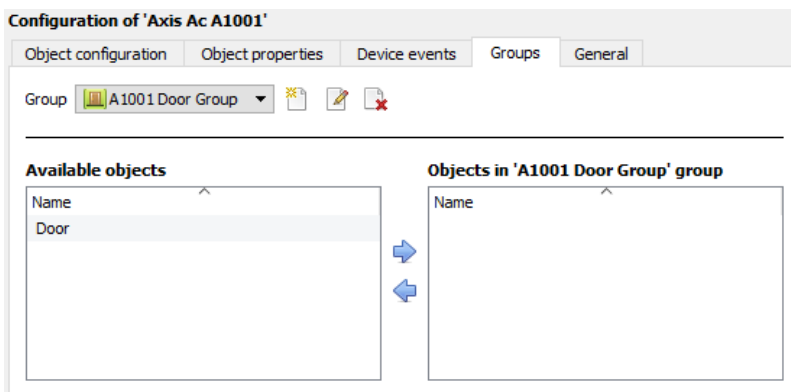 Configuration of 'Axis Ac A1001'
Object configuration Object properties Device events Groups General
Group A1001 Door Group
Available objects Objects in 'A1001 Door Group' group
Name Name
Door